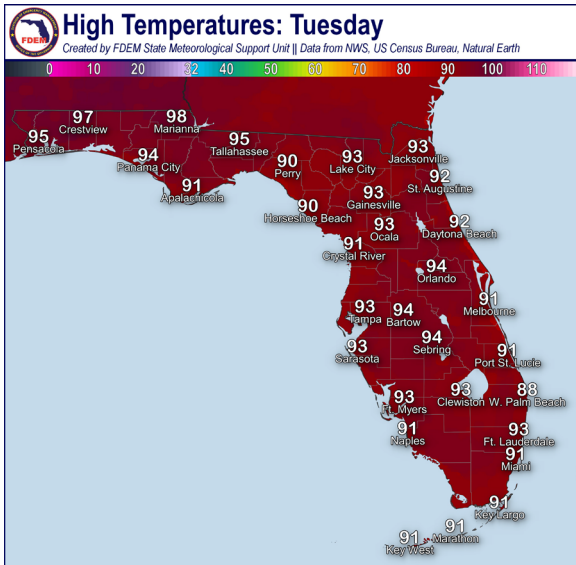 High Temperatures: Tuesday
Created by FDEM State Meteorological Support Unit || Data from NWS, US Census Bureau, Natural Earth
FDEM
0 10 20 32 40 50 60 70 80 90 100 110
97
Crestview
98
Marianna
95
Pensacola
94
Panama City
95
Tallahassee
91
Apalachicola
90
Perry
93
Lake City
93
Jacksonville
92
St. Augustine
93
Gainesville
90
Horseshoe Beach
93
Ocala
92
Daytona Beach
91
Crystal River
94
Orlando
91
Melbourne
93
Tampa
94
Bartow
93
Sarasota
94
Sebring
91
Port St. Lucie
93
Ft. Myers
93
Clewiston
88
W. Palm Beach
91
Naples
93
Ft. Lauderdale
91
Miami
91
Key Largo
91
Marathon
91
Key West